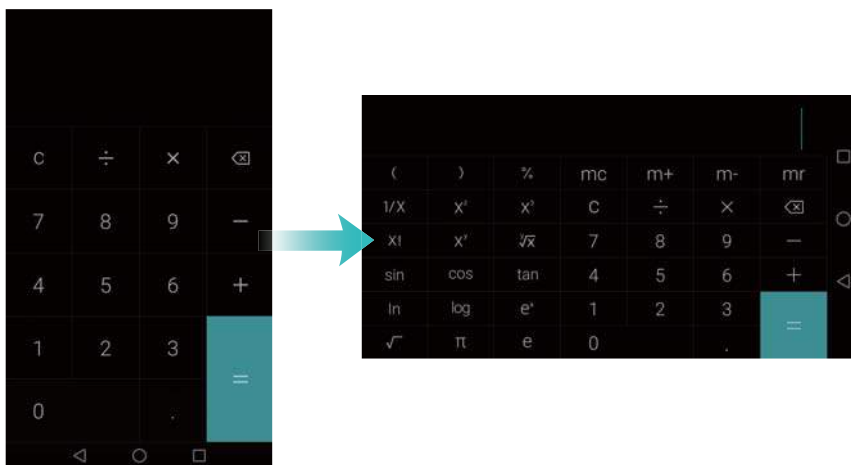 C ÷ × ⌫
7 8 9 −
4 5 6 +
1 2 3 =
0 .
( ) % mc m+ m- mr
1/X X² X³ C ÷ × ⌫
X! Xʸ ʸ√x 7 8 9 −
sin cos tan 4 5 6 +
ln log eˣ 1 2 3 =
√ π e 0 .